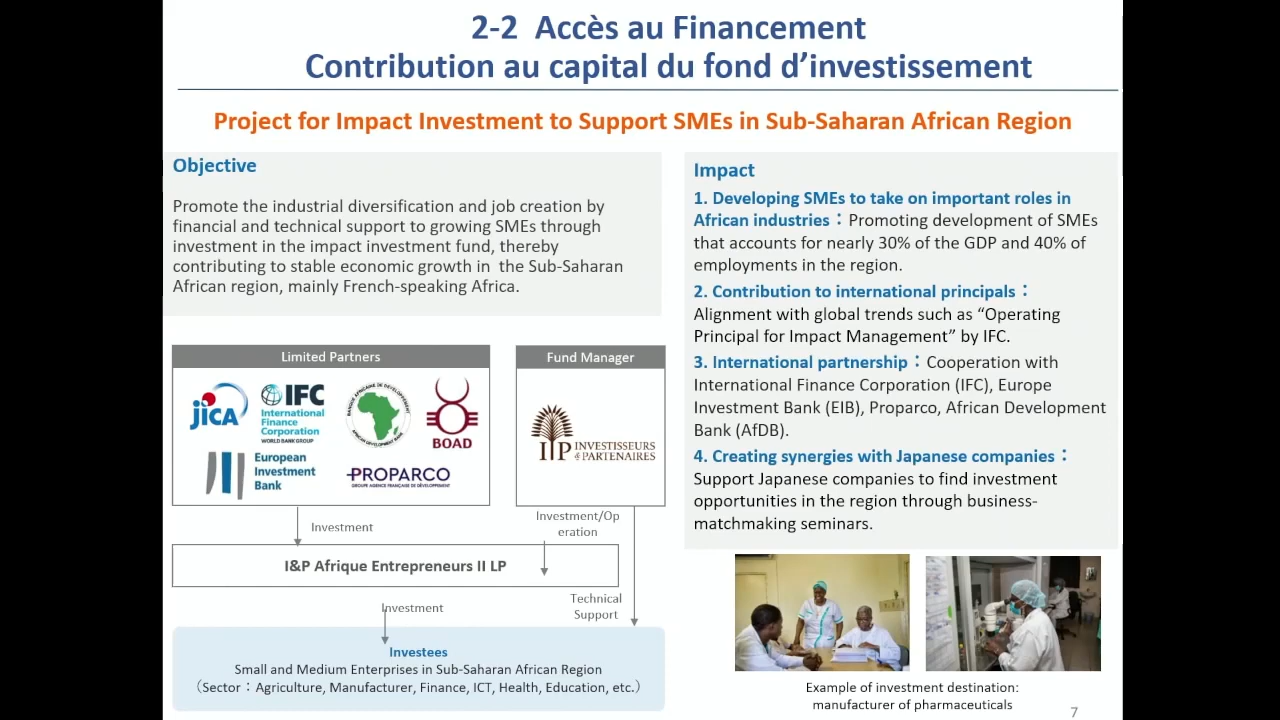 2-2 Accès au Financement
Contribution au capital du fond d'investissement
Project for Impact Investment to Support SMEs in Sub-Saharan African Region
Objective
Promote the industrial diversification and job creation by
financial and technical support to growing SMEs through
investment in the impact investment fund, thereby
contributing to stable economic growth in the Sub-Saharan
African region, mainly French-speaking Africa.
Limited Partners
jICA
IFC
International
Finance
Corporation
WORLD BANK GROUP
BANQUE AFRICAINE DE DÉVELOPPEMENT
AFRICAN DEVELOPMENT BANK
BOAD
European
Investment
Bank
PROPARCO
GROUPE AGENCE FRANÇAISE DE DÉVELOPPEMENT
Fund Manager
I&P
INVESTISSEURS
& PARTENAIRES
Investment
Investment/Op
eration
I&P Afrique Entrepreneurs II LP
Investment
Technical
Support
Investees
Small and Medium Enterprises in Sub-Saharan African Region
（Sector：Agriculture, Manufacturer, Finance, ICT, Health, Education, etc.）
Impact
1. Developing SMEs to take on important roles in
African industries：Promoting development of SMEs
that accounts for nearly 30% of the GDP and 40% of
employments in the region.
2. Contribution to international principals：
Alignment with global trends such as “Operating
Principal for Impact Management” by IFC.
3. International partnership：Cooperation with
International Finance Corporation (IFC), Europe
Investment Bank (EIB), Proparco, African Development
Bank (AfDB).
4. Creating synergies with Japanese companies：
Support Japanese companies to find investment
opportunities in the region through business-
matchmaking seminars.
Example of investment destination:
manufacturer of pharmaceuticals
7